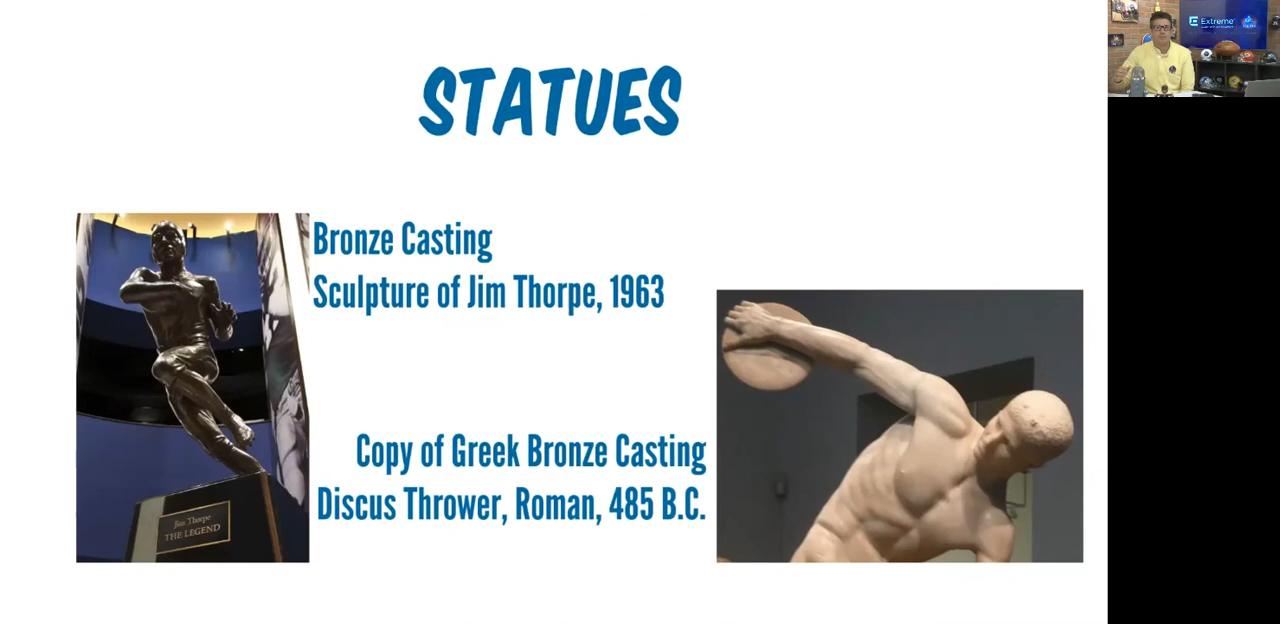 STATUES
Extreme
Bronze Casting
Sculpture of Jim Thorpe, 1963
Copy of Greek Bronze Casting
Discus Thrower, Roman, 485 B.C.
Jim Thorpe
THE LEGEND